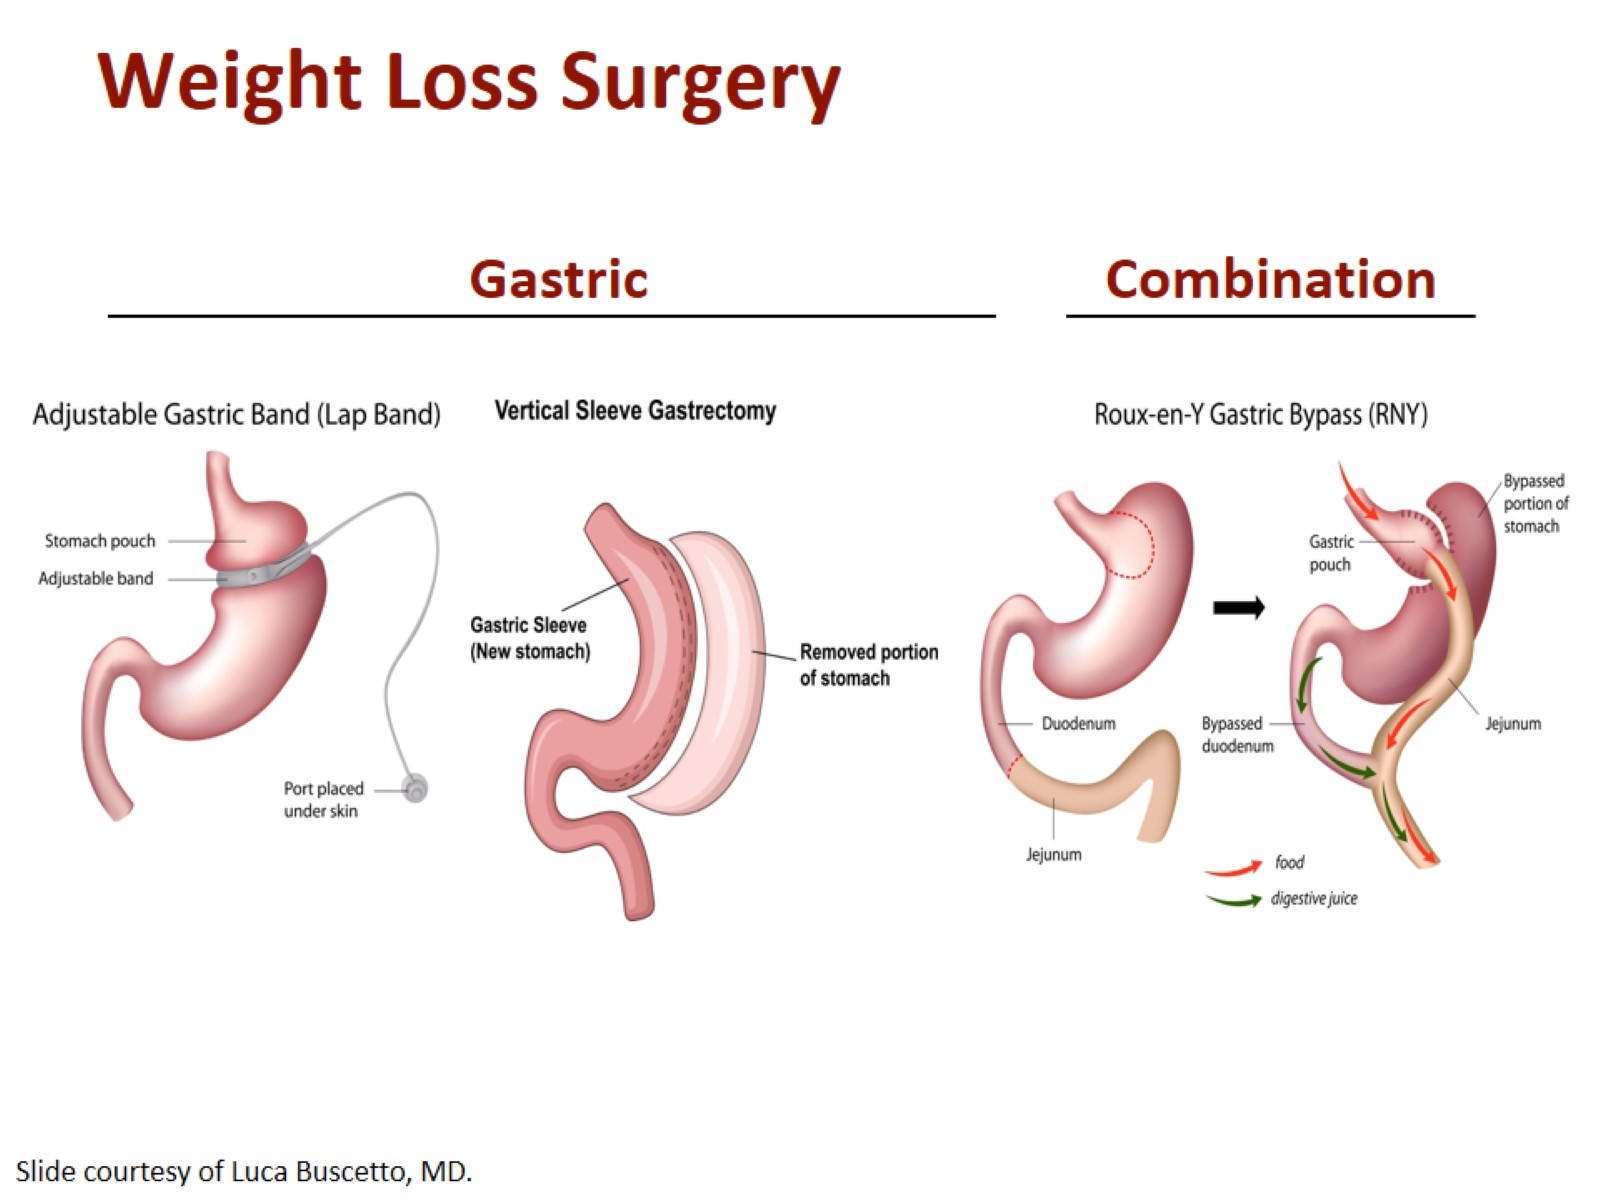 Weight Loss Surgery
Gastric
Combination
Adjustable Gastric Band (Lap Band)
Stomach pouch
Adjustable band
Port placed
under skin
Vertical Sleeve Gastrectomy
Gastric Sleeve
(New stomach)
Removed portion
of stomach
Roux-en-Y Gastric Bypass (RNY)
Duodenum
Jejunum
Bypassed
portion of
stomach
Gastric
pouch
Bypassed
duodenum
Jejunum
food
digestive juice
Slide courtesy of Luca Buscetto, MD.